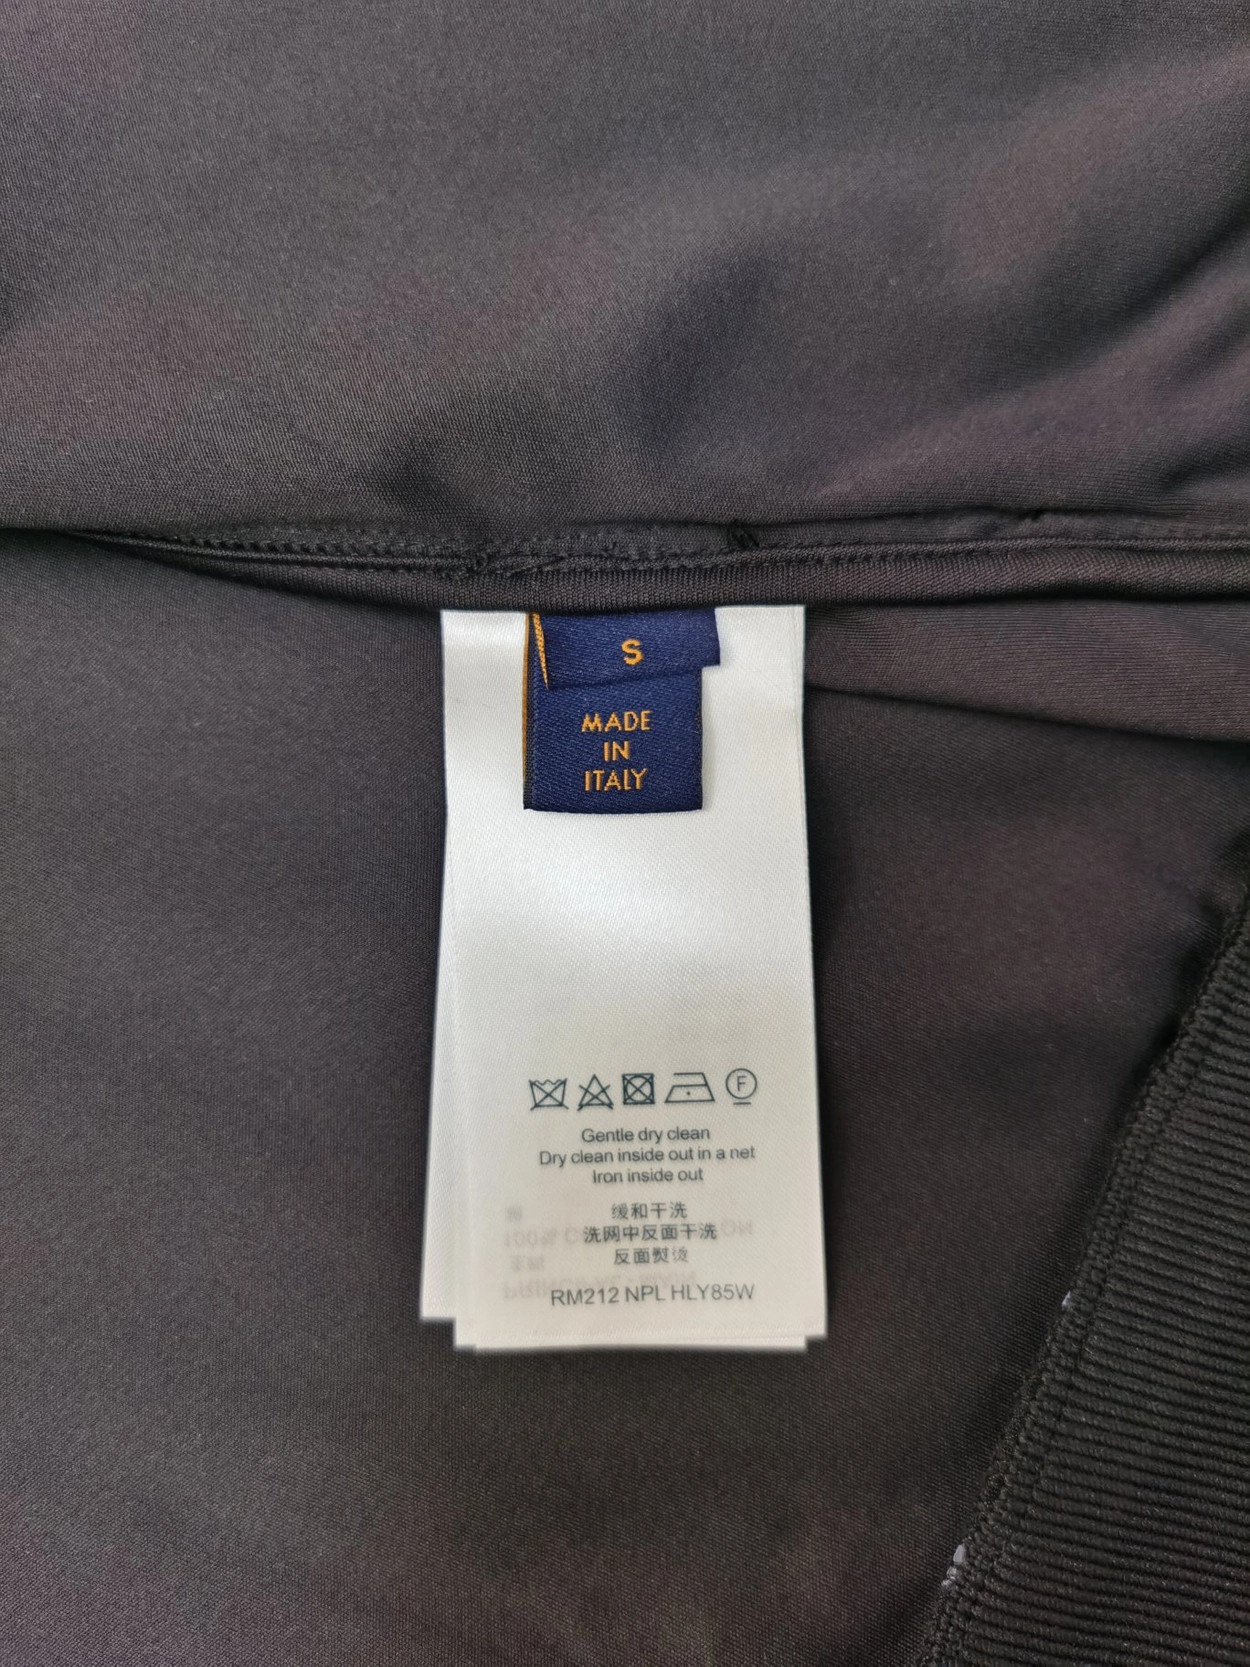 S
MADE
IN
ITALY
F
Gentle dry clean
Dry clean inside out in a net
Iron inside out
缓和干洗
洗网中反面干洗
反面熨烫
RM212 NPL HLY85W